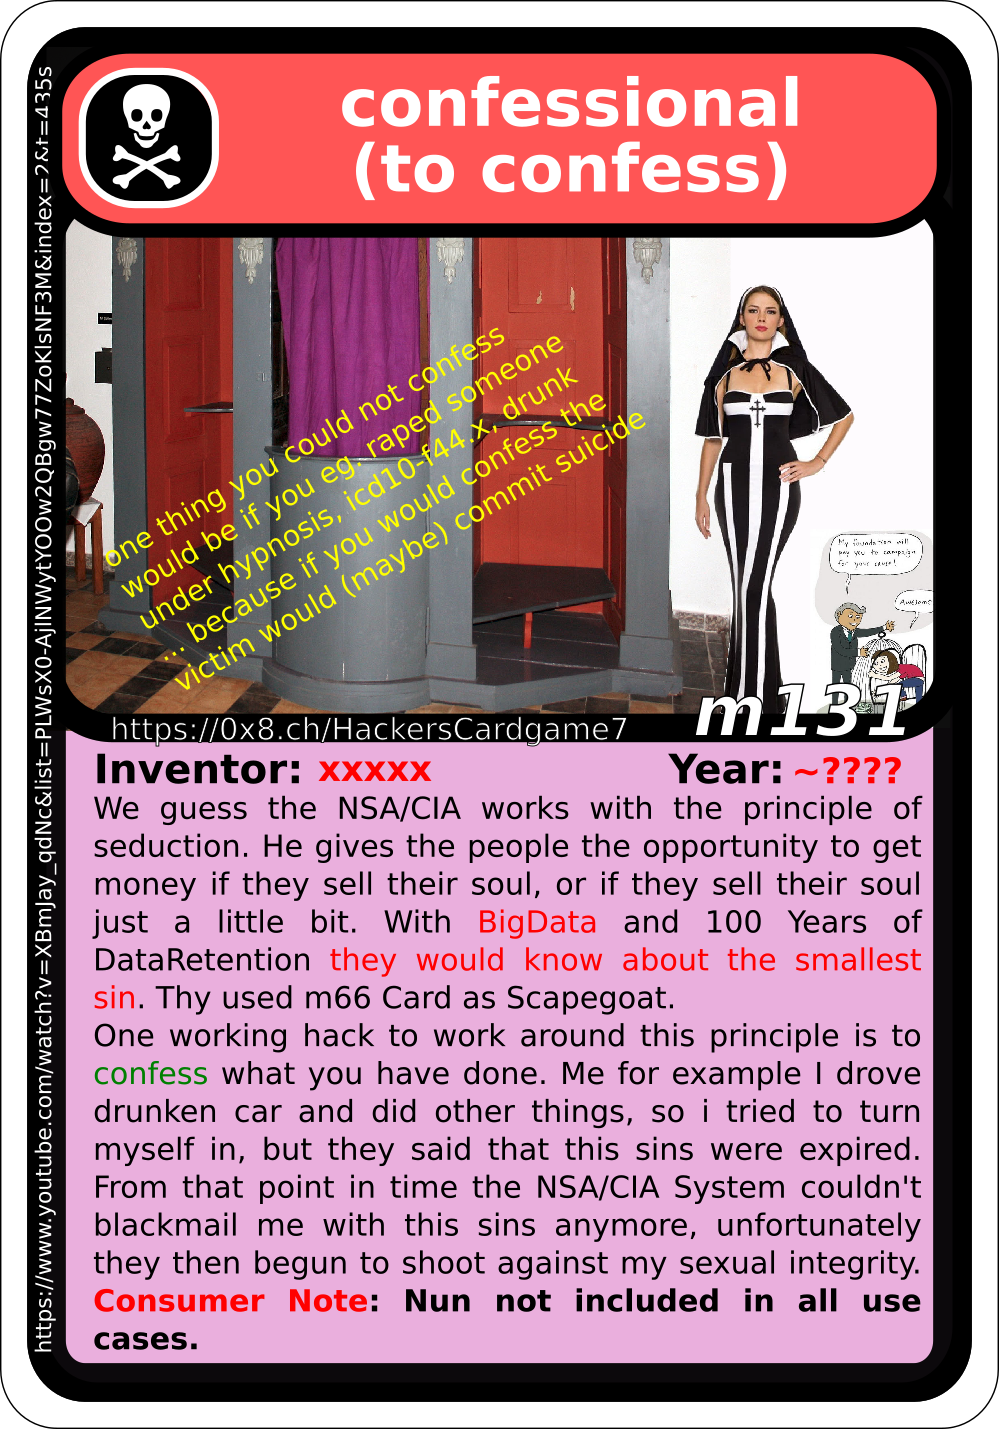 confessional
(to confess)
https://www.youtube.com/watch?v=XBmJay_qdNc&list=PLWsX0-AjlNWytYOOw2QBgw77ZoKlsNF3M&index=2&t=435s
one thing you could not confess
would be if you eg. raped someone
under hypnosis, icd10-f44.x, drunk
... because if you would confess the
victim would (maybe) commit suicide
My foundation will
pay you to campaign
for your cause!
Awesome
m131
https://0x8.ch/HackersCardgame7
Inventor: xxxxx Year: ~????
We guess the NSA/CIA works with the principle of
seduction. He gives the people the opportunity to get
money if they sell their soul, or if they sell their soul
just a little bit. With BigData and 100 Years of
DataRetention they would know about the smallest
sin. Thy used m66 Card as Scapegoat.
One working hack to work around this principle is to
confess what you have done. Me for example I drove
drunken car and did other things, so i tried to turn
myself in, but they said that this sins were expired.
From that point in time the NSA/CIA System couldn't
blackmail me with this sins anymore, unfortunately
they then begun to shoot against my sexual integrity.
Consumer Note: Nun not included in all use
cases.